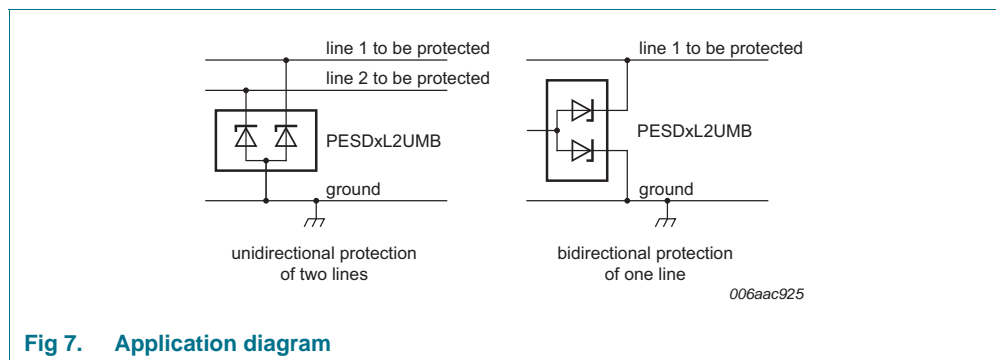 line 1 to be protected
line 2 to be protected
PESDxL2UMB
ground
unidirectional protection
of two lines
line 1 to be protected
PESDxL2UMB
ground
bidirectional protection
of one line
006aac925
Fig 7. Application diagram